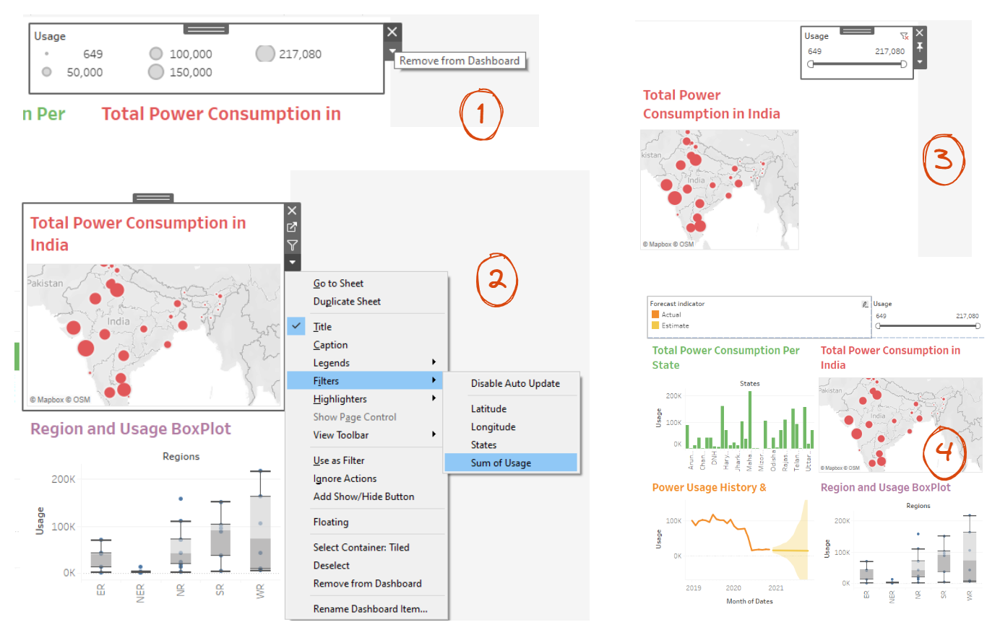 Usage
649
100,000
217,080
50,000
150,000
Remove from Dashboard
n Per
Total Power Consumption in
1
Total Power Consumption in
India
Pakistan
India
© Mapbox © OSM
Go to Sheet
Duplicate Sheet
Title
Caption
Legends
Filters
Highlighters
Show Page Control
View Toolbar
Use as Filter
Ignore Actions
Add Show/Hide Button
Floating
Select Container: Tiled
Deselect
Remove from Dashboard
Rename Dashboard Item...
Disable Auto Update
Latitude
Longitude
States
Sum of Usage
2
Region and Usage BoxPlot
Regions
Usage
200K
100K
0K
ER
NER
NR
SR
WR
Usage
649
217,080
Total Power
Consumption in India
kistan
India
© Mapbox © OSM
3
Forecast indicator
Actual
Estimate
Usage
649
217,080
Total Power Consumption Per
State
States
Usage
200K
100K
0K
Arun..
Chan..
DNH
Hary..
Jhark..
Maha..
Mizor..
Odisha
Rajas..
Telan..
Uttar..
Total Power Consumption in
India
Pakistan
India
© Mapbox © OSM
4
Power Usage History &
Usage
100K
0K
2019
2020
2021
Month of Dates
Region and Usage BoxPlot
Regions
Usage
200K
100K
0K
ER
NER
NR
SR
WR